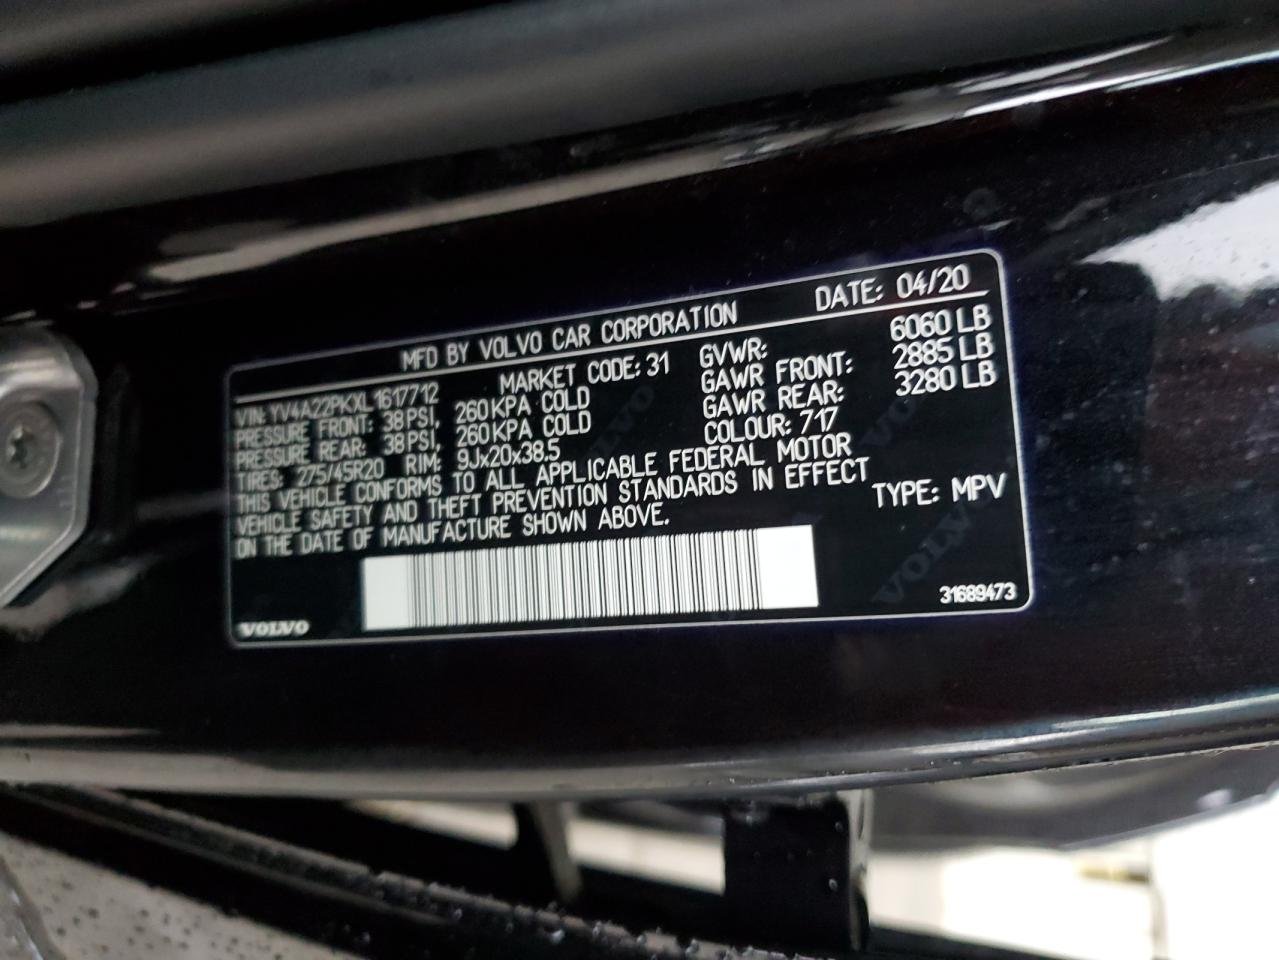 MFD BY VOLVO CAR CORPORATION DATE: 04/20
VIN: YV4A22PKXL1617712 MARKET CODE: 31 GVWR: 6060 LB
PRESSURE FRONT: 38 PSI, 260 KPA COLD GAWR FRONT: 2885 LB
PRESSURE REAR: 38 PSI, 260 KPA COLD GAWR REAR: 3280 LB
TIRES: 275/45R20 RIM: 9Jx20x38.5 COLOUR: 717
THIS VEHICLE CONFORMS TO ALL APPLICABLE FEDERAL MOTOR
VEHICLE SAFETY AND THEFT PREVENTION STANDARDS IN EFFECT
ON THE DATE OF MANUFACTURE SHOWN ABOVE. TYPE: MPV
VOLVO 31689473
VOLVO
VOLVO
VOLVO